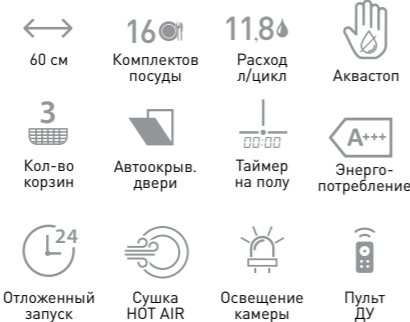 16
11,8
60 см
Комплектов
посуды
Расход
л/цикл
Аквастоп
3
00:00
A+++
Кол-во
корзин
Автооткрыв.
двери
Таймер
на полу
Энерго-
потребление
24
Отложенный
запуск
Сушка
HOT AIR
Освещение
камеры
Пульт
ДУ